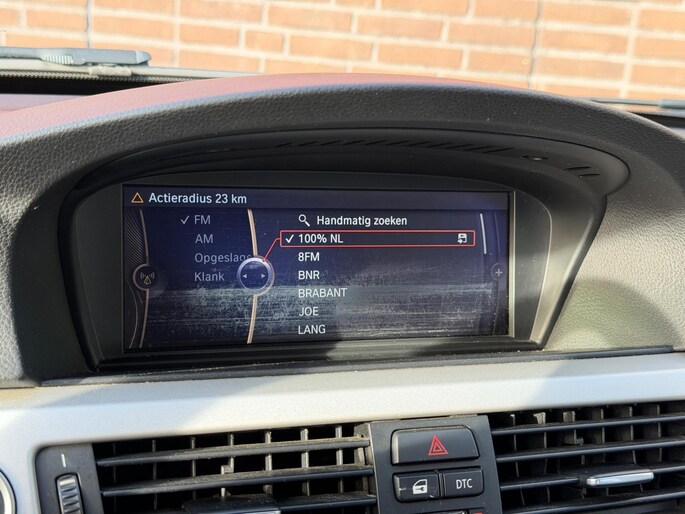 Actieradius 23 km
FM
AM
Opgeslag
Klank
Handmatig zoeken
100% NL
8FM
BNR
BRABANT
JOE
LANG
DTC